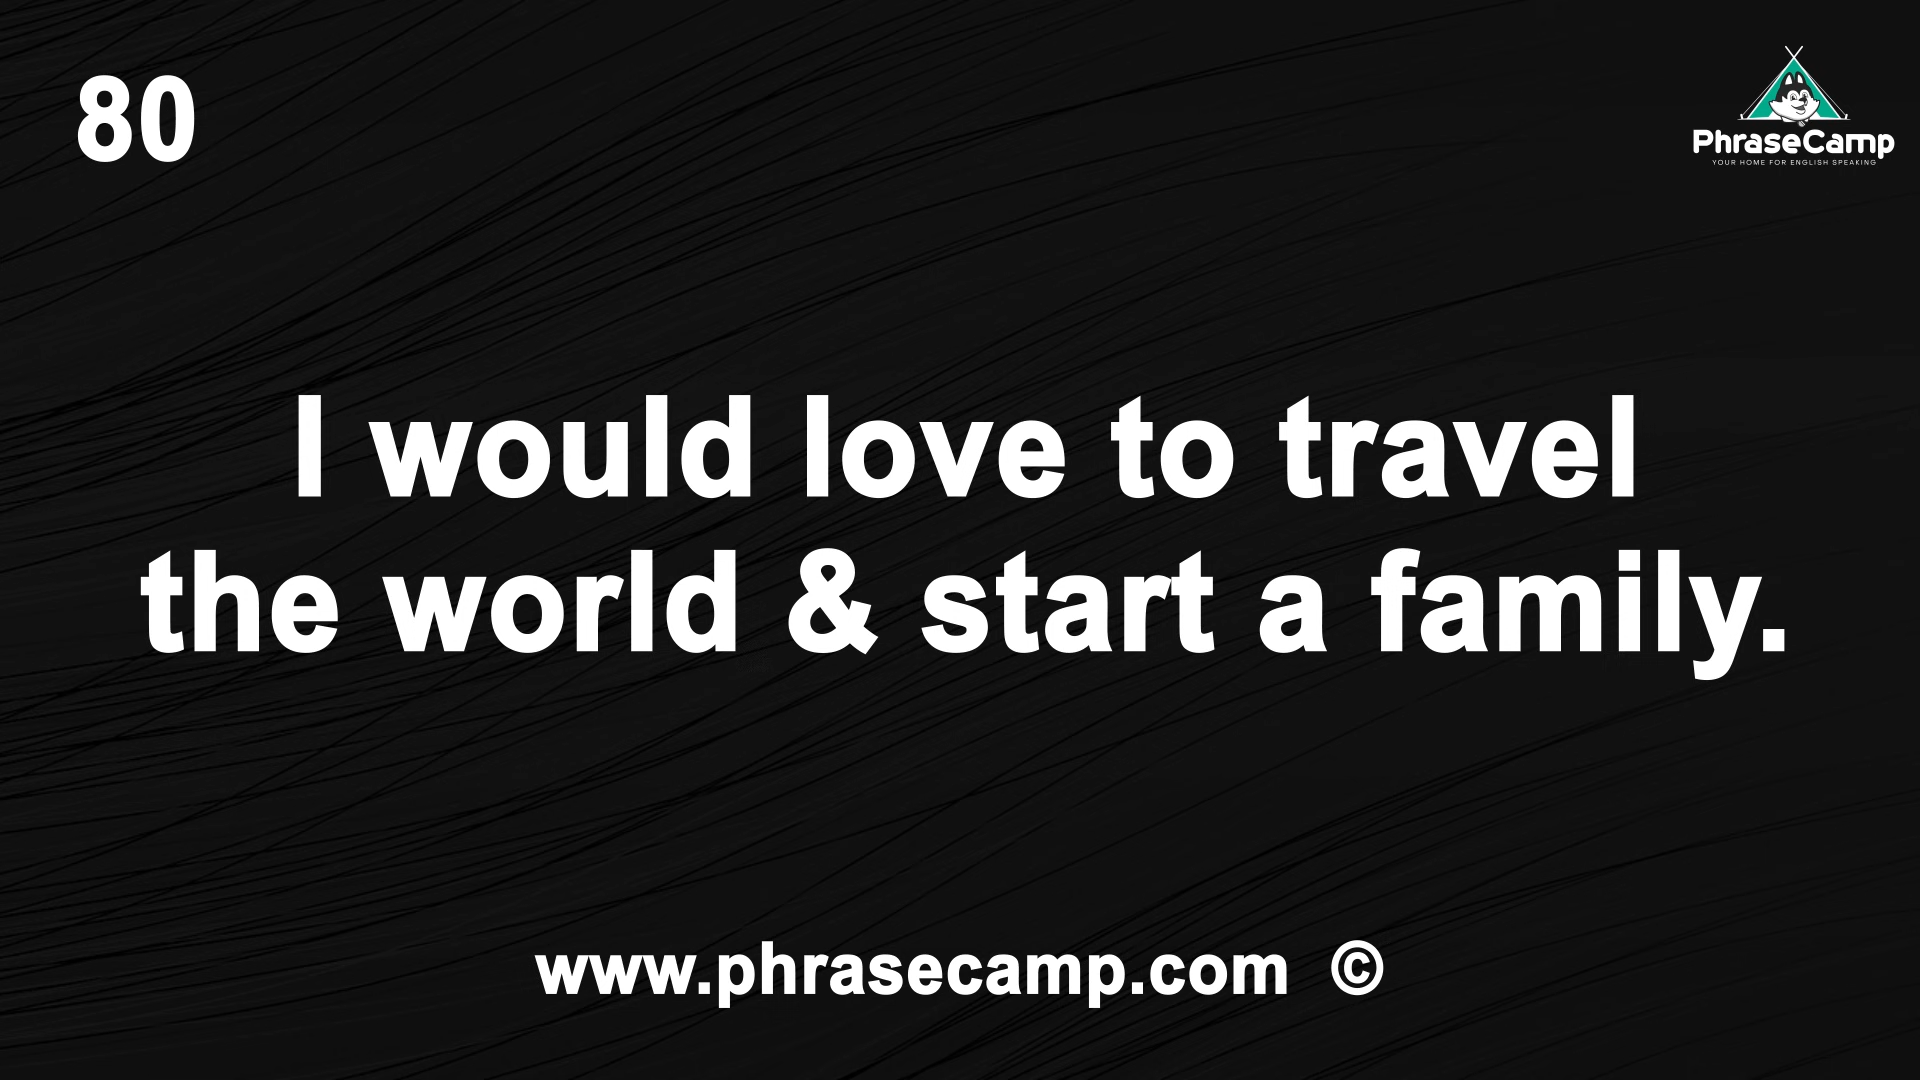 80
PhraseCamp
YOUR HOME FOR ENGLISH SPEAKING
I would love to travel
the world & start a family.
www.phrasecamp.com ©